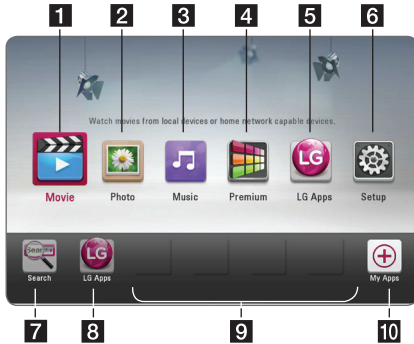 1 2 3 4 5 6
Watch movies from local devices or home network capable devices.
LG
Movie Photo Music Premium LG Apps Setup
Search LG
Search LG Apps My Apps
7 8 9 10